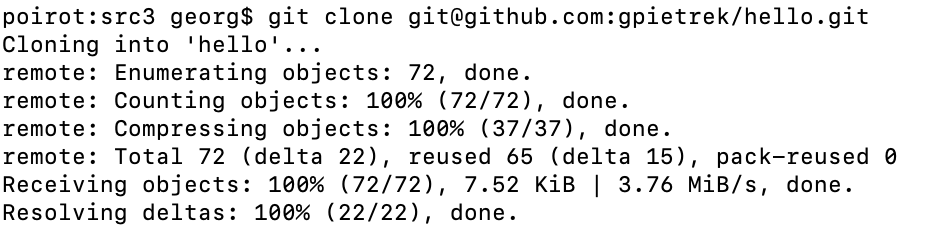 poirot:src3 georg$ git clone git@github.com:gpietrek/hello.git
Cloning into 'hello'...
remote: Enumerating objects: 72, done.
remote: Counting objects: 100% (72/72), done.
remote: Compressing objects: 100% (37/37), done.
remote: Total 72 (delta 22), reused 65 (delta 15), pack-reused 0
Receiving objects: 100% (72/72), 7.52 KiB | 3.76 MiB/s, done.
Resolving deltas: 100% (22/22), done.